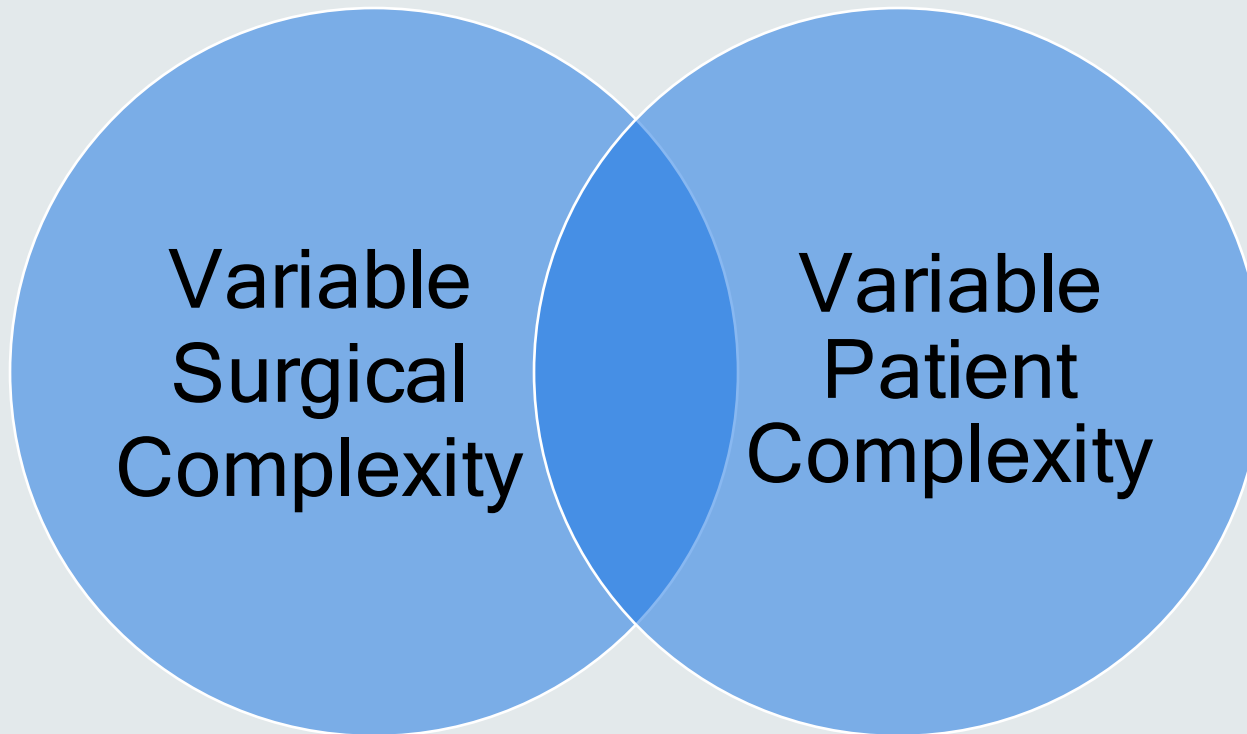 Variable
Surgical
Complexity
Variable
Patient
Complexity